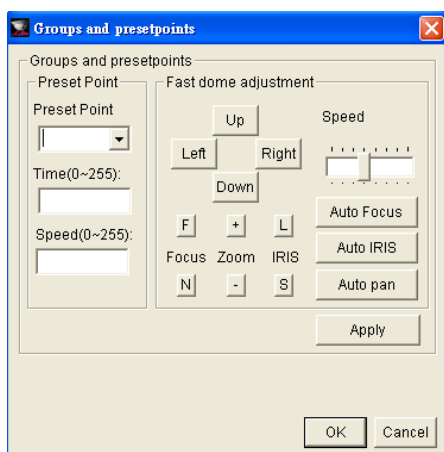 Groups and presetpoints
Groups and presetpoints
Preset Point
Preset Point
Time(0~255):
Speed(0~255):
Fast dome adjustment
Up
Left Right
Down
Speed
F + L
Focus Zoom IRIS
N - S
Auto Focus
Auto IRIS
Auto pan
Apply
OK Cancel